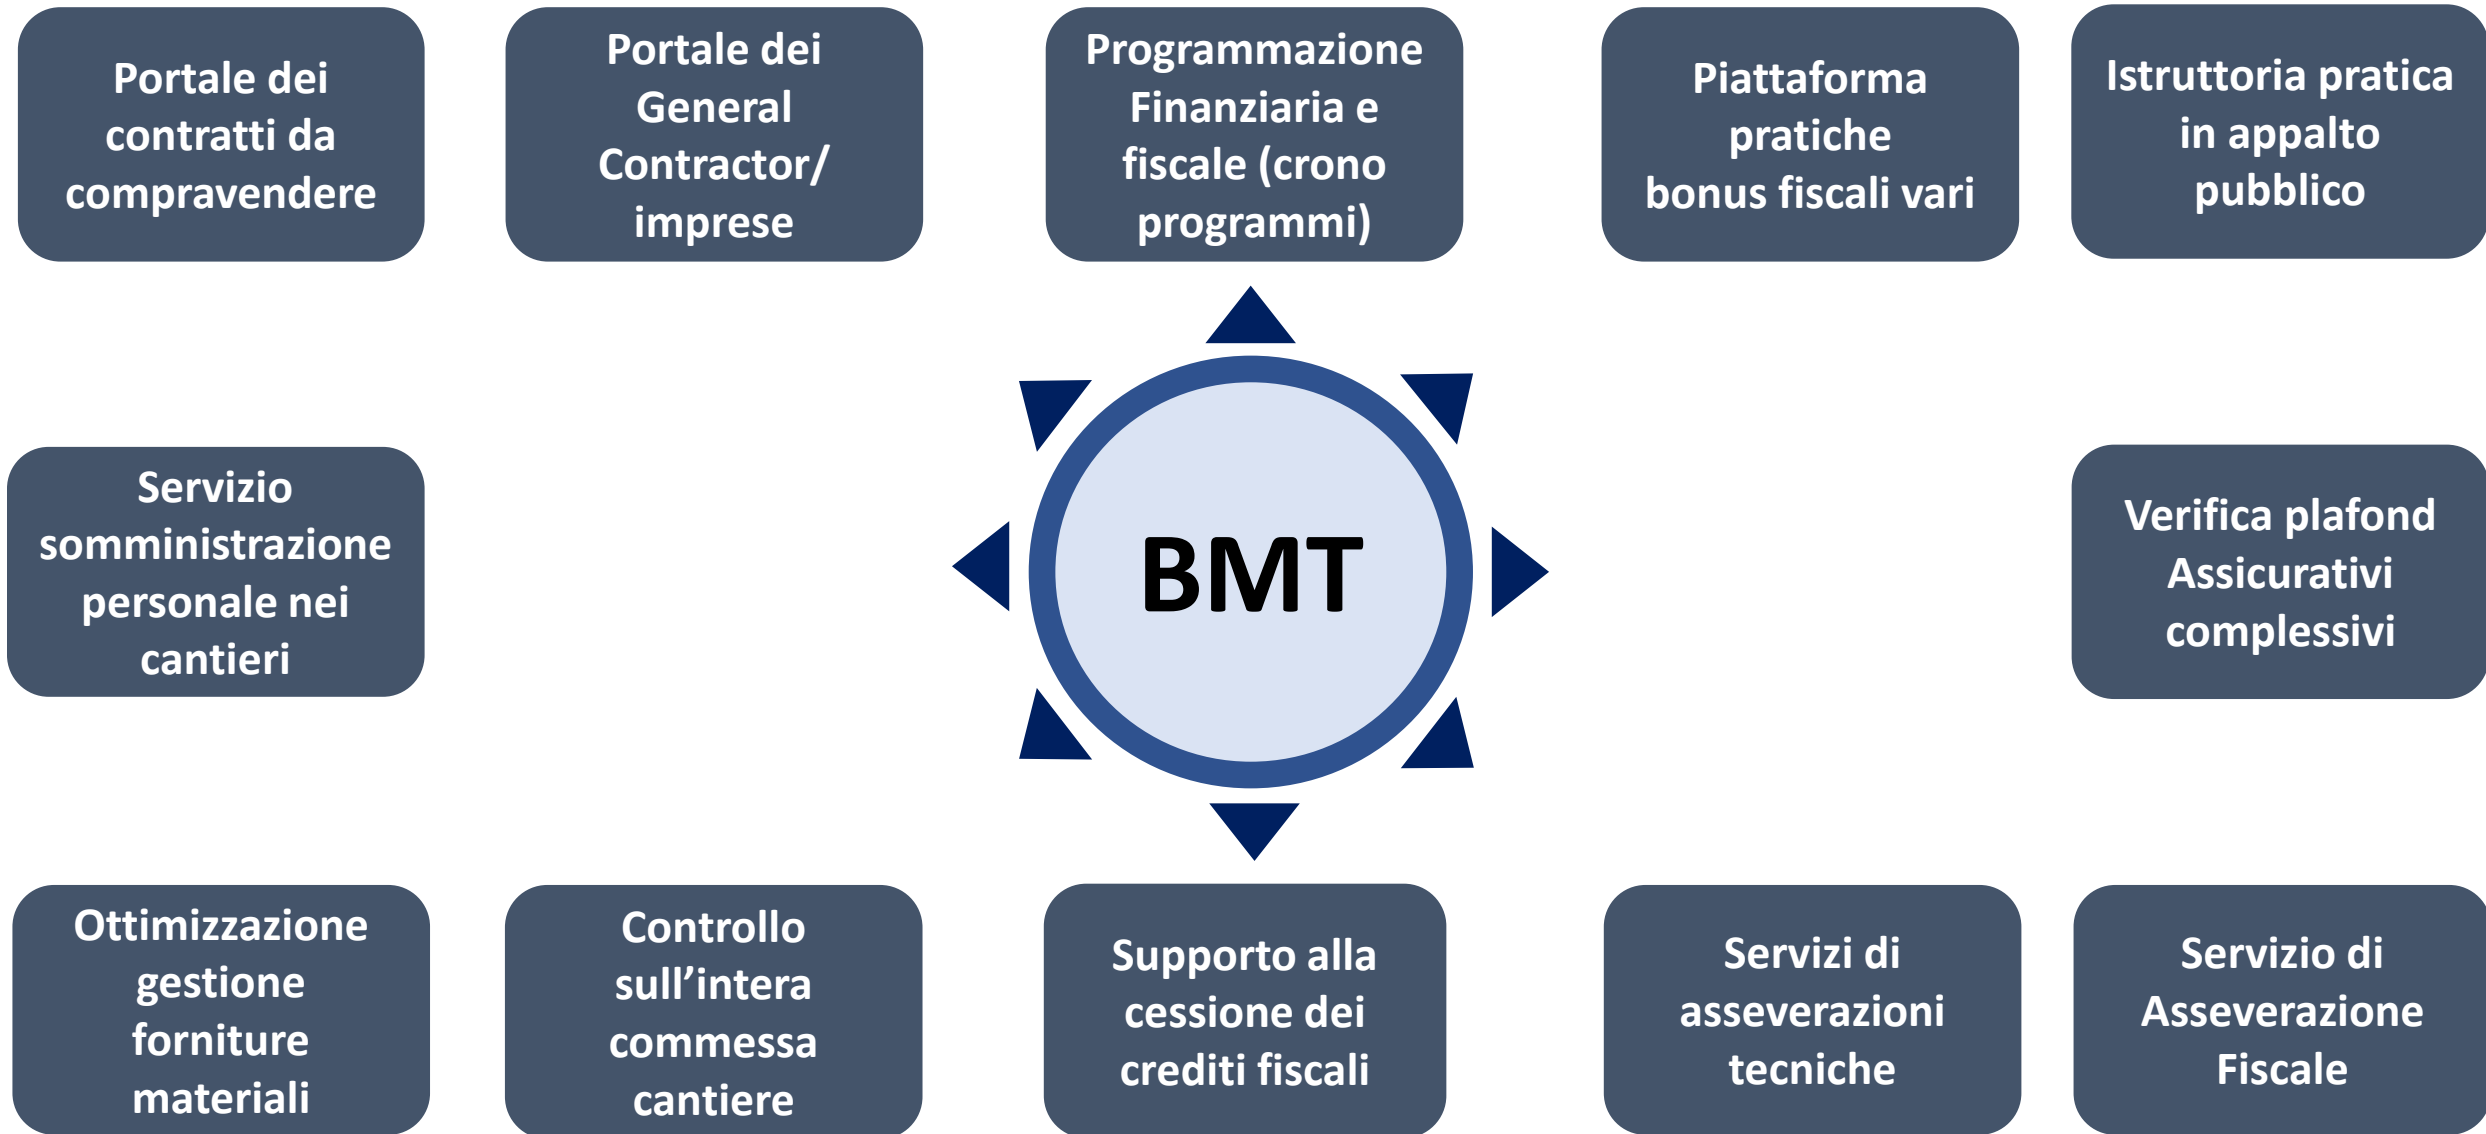 Portale dei
contratti da
compravendere
Portale dei
General
Contractor/
imprese
Programmazione
Finanziaria e
fiscale (crono
programmi)
Piattaforma
pratiche
bonus fiscali vari
Istruttoria pratica
in appalto
pubblico
Servizio
somministrazione
personale nei
cantieri
BMT
Verifica plafond
Assicurativi
complessivi
Ottimizzazione
gestione
forniture
materiali
Controllo
sull’intera
commessa
cantiere
Supporto alla
cessione dei
crediti fiscali
Servizi di
asseverazioni
tecniche
Servizio di
Asseverazione
Fiscale